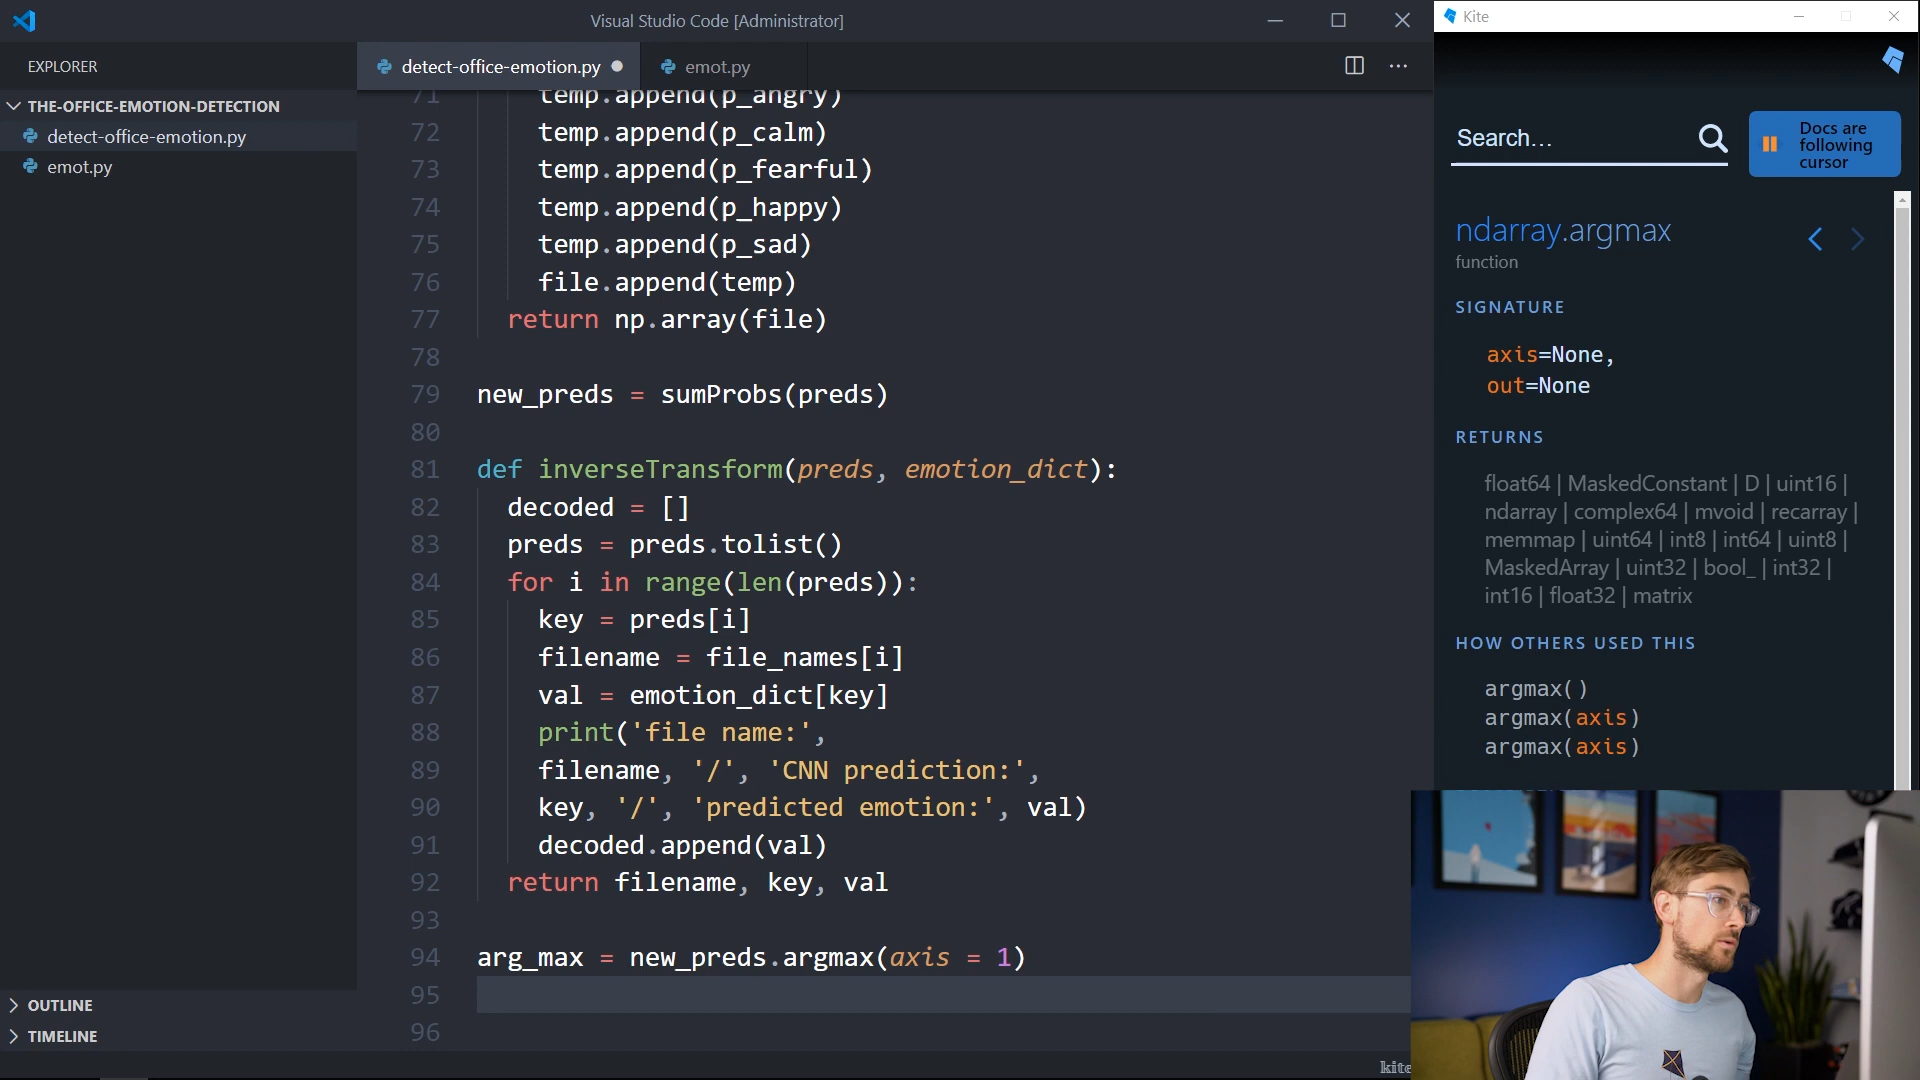 Visual Studio Code [Administrator]
EXPLORER
THE-OFFICE-EMOTION-DETECTION
detect-office-emotion.py
emot.py
OUTLINE
TIMELINE
detect-office-emotion.py
emot.py
71 temp.append(p_angry)
72 temp.append(p_calm)
73 temp.append(p_fearful)
74 temp.append(p_happy)
75 temp.append(p_sad)
76 file.append(temp)
77 return np.array(file)
78
79 new_preds = sumProbs(preds)
80
81 def inverseTransform(preds, emotion_dict):
82 decoded = []
83 preds = preds.tolist()
84 for i in range(len(preds)):
85 key = preds[i]
86 filename = file_names[i]
87 val = emotion_dict[key]
88 print('file name:',
89 filename, '/', 'CNN prediction:',
90 key, '/', 'predicted emotion:', val)
91 decoded.append(val)
92 return filename, key, val
93
94 arg_max = new_preds.argmax(axis = 1)
95
96
kite
Kite
Search...
Docs are
following
cursor
ndarray.argmax
function
SIGNATURE
axis=None,
out=None
RETURNS
float64 | MaskedConstant | D | uint16 |
ndarray | complex64 | mvoid | recarray |
memmap | uint64 | int8 | int64 | uint8 |
MaskedArray | uint32 | bool_ | int32 |
int16 | float32 | matrix
HOW OTHERS USED THIS
argmax()
argmax(axis)
argmax(axis)